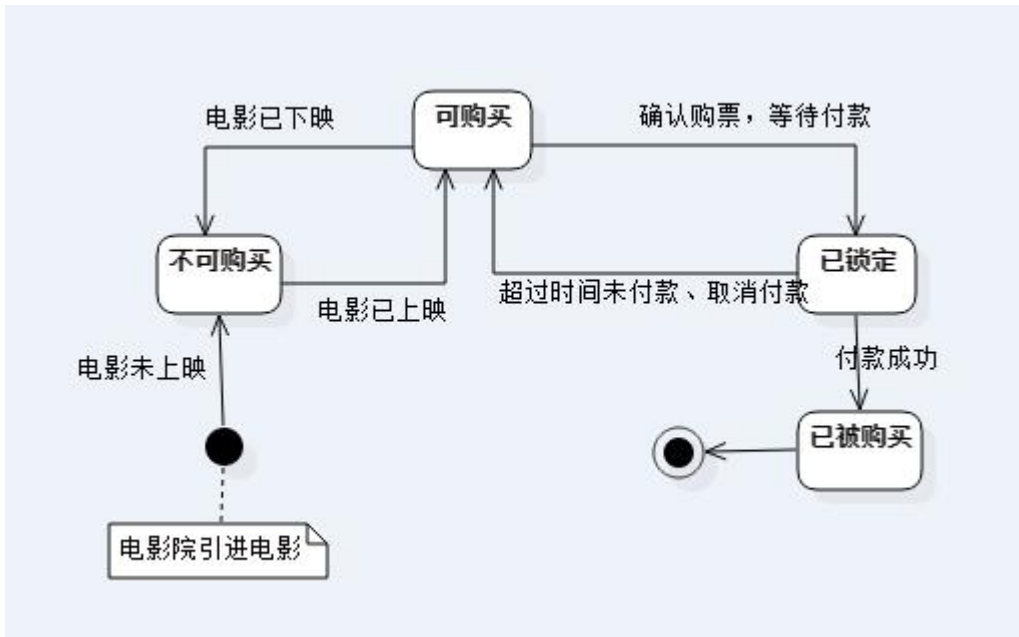 可购买
电影已下映
确认购票，等待付款
不可购买
已锁定
超过时间未付款、取消付款
电影已上映
电影未上映
付款成功
已被购买
电影院引进电影